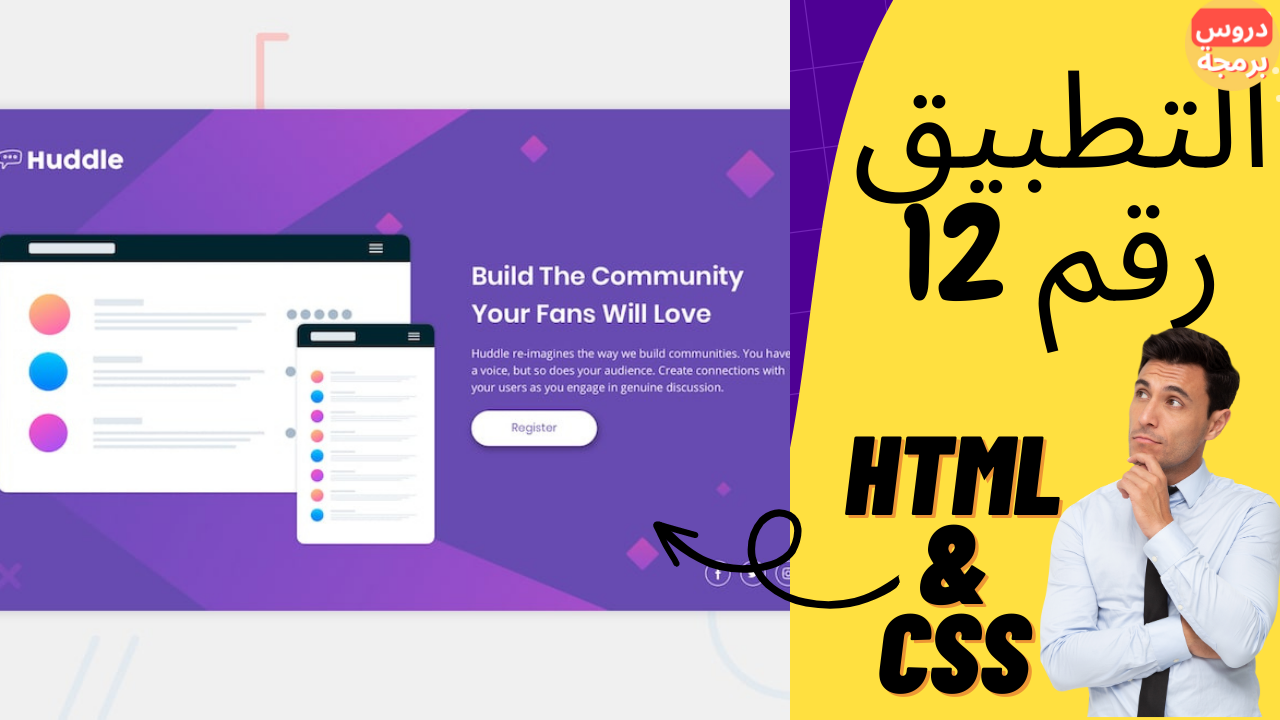 Huddle
Build The Community
Your Fans Will Love
Huddle re-imagines the way we build communities. You have
a voice, but so does your audience. Create connections with
your users as you engage in genuine discussion.
Register
دروس
برمجة
التطبيق
رقم 12
HTML
&
CSS